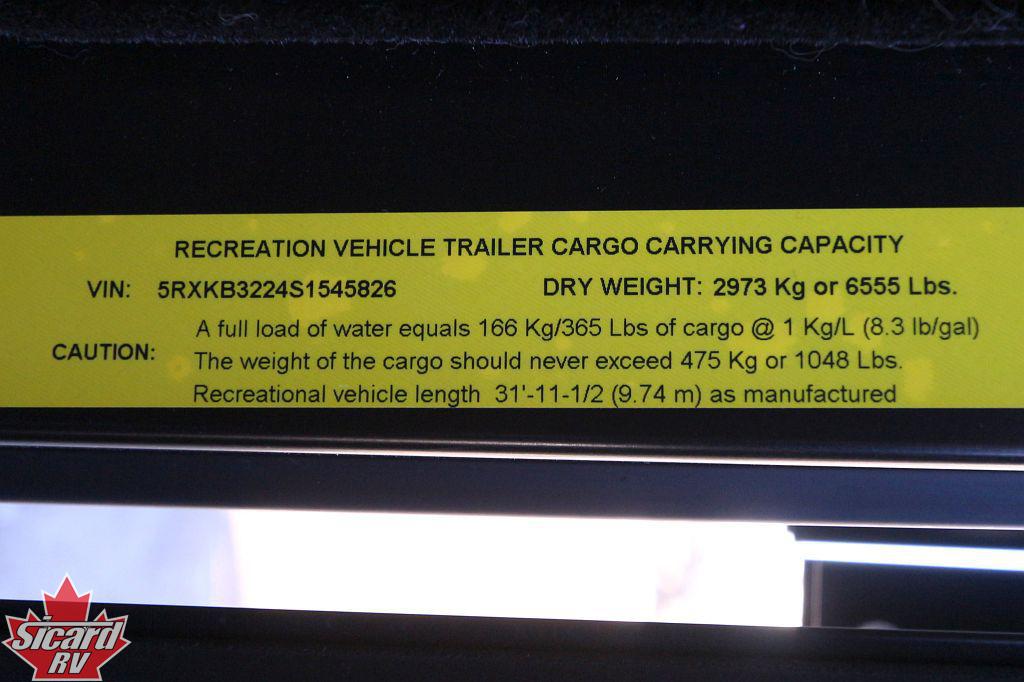 RECREATION VEHICLE TRAILER CARGO CARRYING CAPACITY
VIN: 5RXKB3224S1545826 DRY WEIGHT: 2973 Kg or 6555 Lbs.
CAUTION: A full load of water equals 166 Kg/365 Lbs of cargo @ 1 Kg/L (8.3 lb/gal)
The weight of the cargo should never exceed 475 Kg or 1048 Lbs.
Recreational vehicle length 31'-11-1/2 (9.74 m) as manufactured
Sicard
RV